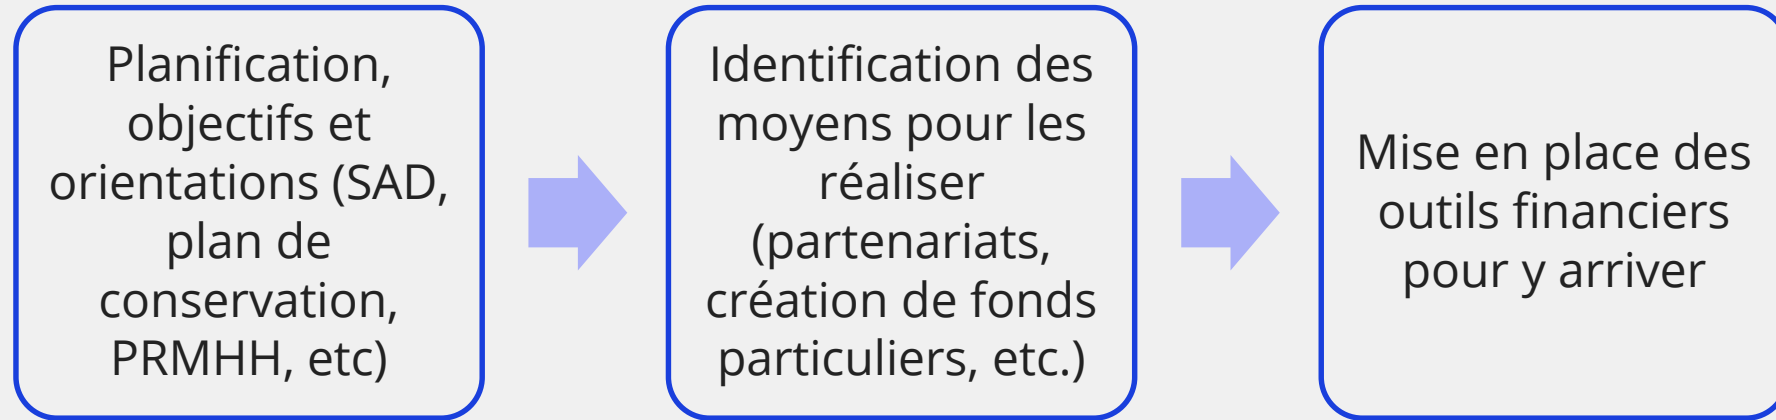 Planification,
objectifs et
orientations (SAD,
plan de
conservation,
PRMHH, etc)
Identification des
moyens pour les
réaliser
(partenariats,
création de fonds
particuliers, etc.)
Mise en place des
outils financiers
pour y arriver